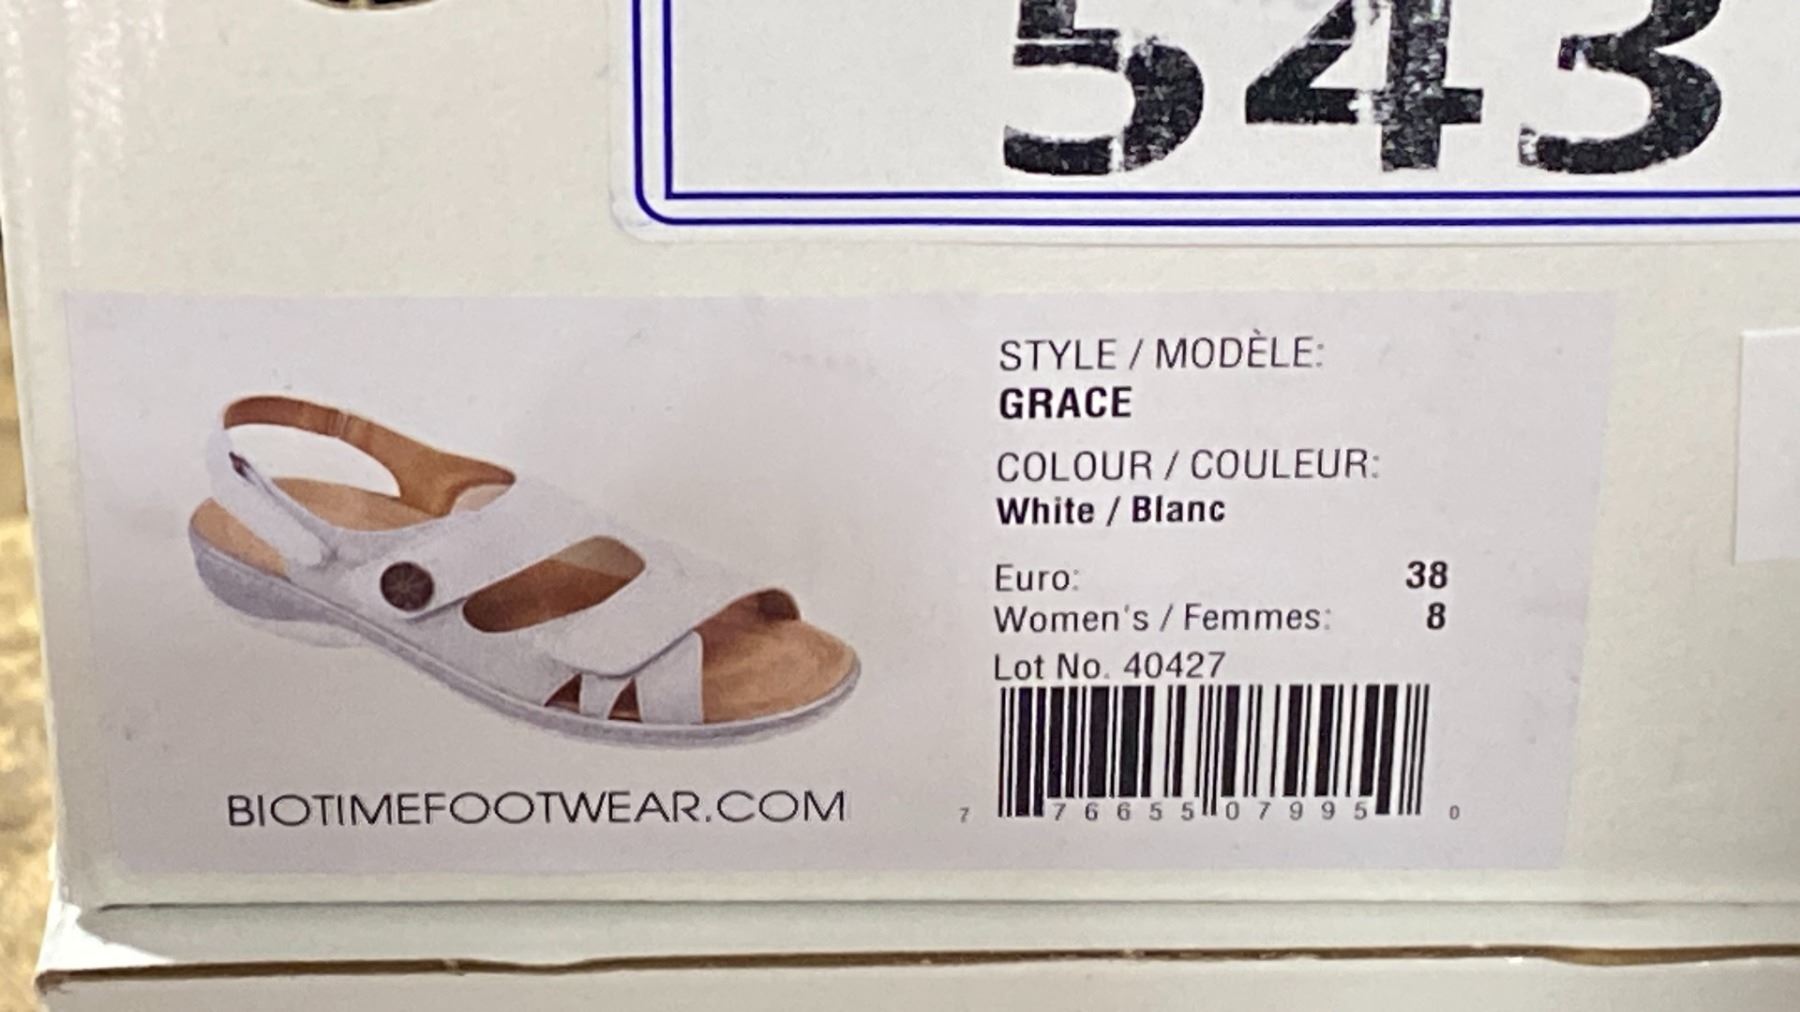 543
STYLE / MODÈLE:
GRACE
COLOUR / COULEUR:
White / Blanc
Euro: 38
Women's / Femmes: 8
Lot No. 40427
7 76655 07995 0
BIOTIMEFOOTWEAR.COM